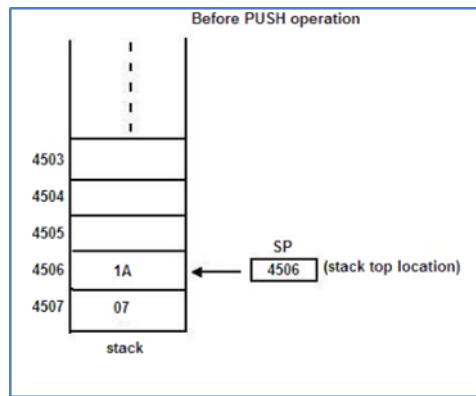 Before PUSH operation
4503
4504
4505
SP
4506 1A 4506 (stack top location)
4507 07
stack